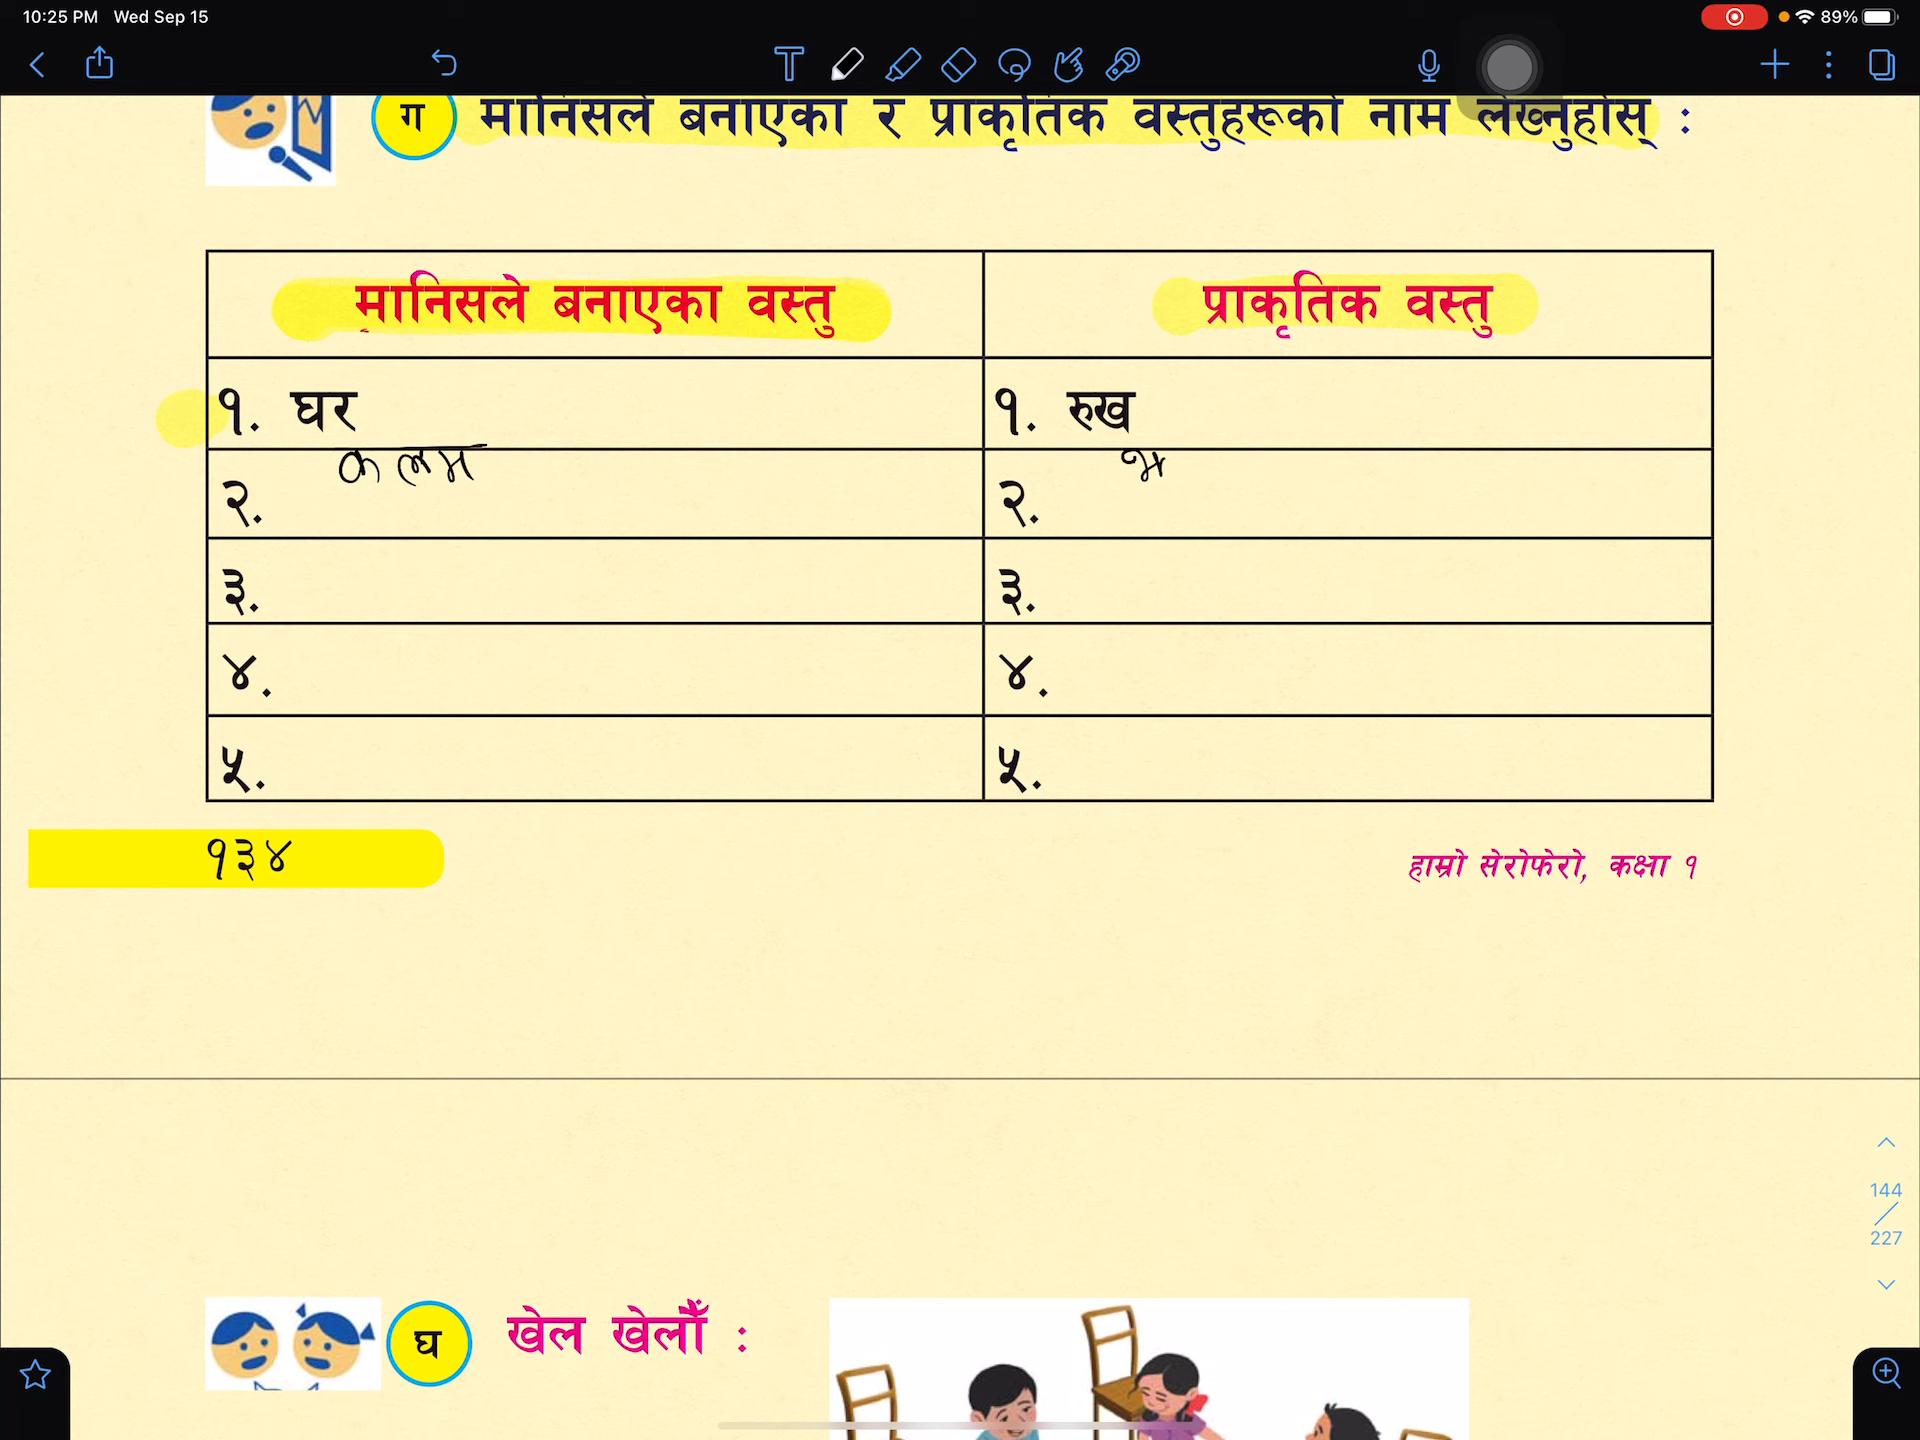 10:25 PM Wed Sep 15
89%
ग मानिसले बनाएका र प्राकृतिक वस्तुहरूको नाम लेख्नुहोस् :
मानिसले बनाएका वस्तु प्राकृतिक वस्तु
१. घर १. रुख
कलम
२. २.
३. ३.
४. ४.
५. ५.
१३४ हाम्रो सेरोफेरो, कक्षा १
144
227
घ खेल खेलौँ :